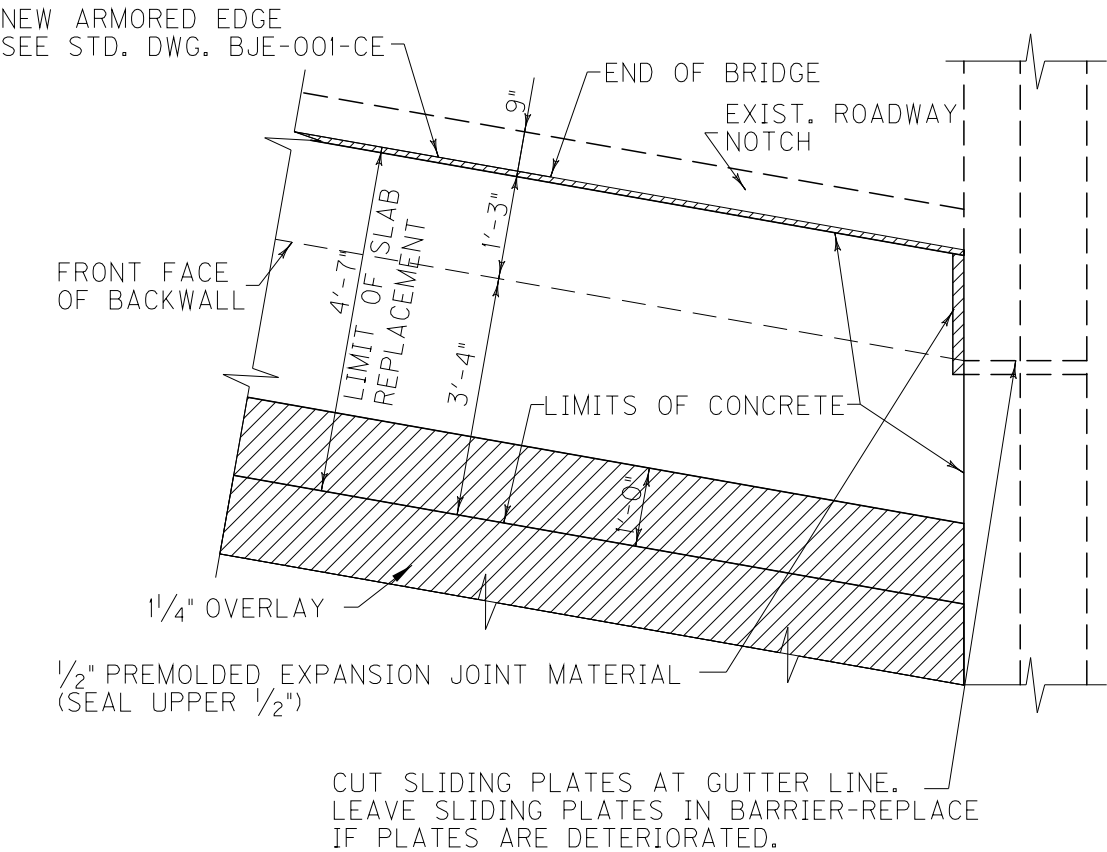 NEW ARMORED EDGE
SEE STD. DWG. BJE-001-CE
END OF BRIDGE
9"
EXIST. ROADWAY
NOTCH
1'-3"
LIMIT OF SLAB
REPLACEMENT
4'-7"
FRONT FACE
OF BACKWALL
3'-4"
LIMITS OF CONCRETE
1'-0"
1 1/4" OVERLAY
1/2" PREMOLDED EXPANSION JOINT MATERIAL
(SEAL UPPER 1/2")
CUT SLIDING PLATES AT GUTTER LINE.
LEAVE SLIDING PLATES IN BARRIER-REPLACE
IF PLATES ARE DETERIORATED.